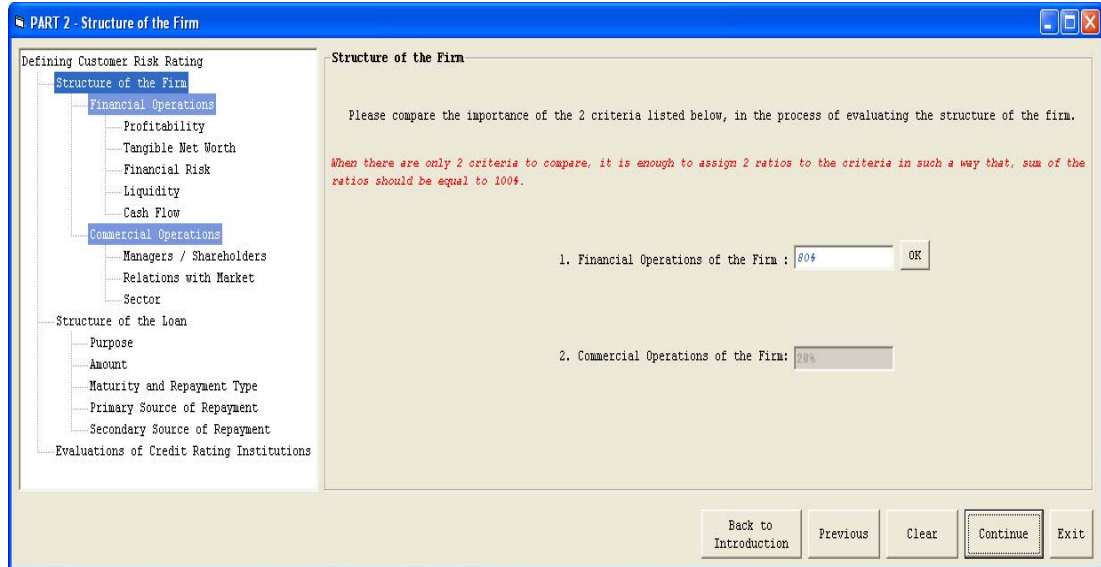 PART 2 - Structure of the Firm
Defining Customer Risk Rating
Structure of the Firm
Financial Operations
Profitability
Tangible Net Worth
Financial Risk
Liquidity
Cash Flow
Commercial Operations
Managers / Shareholders
Relations with Market
Sector
Structure of the Loan
Purpose
Amount
Maturity and Repayment Type
Primary Source of Repayment
Secondary Source of Repayment
Evaluations of Credit Rating Institutions
Structure of the Firm
Please compare the importance of the 2 criteria listed below, in the process of evaluating the structure of the firm.
When there are only 2 criteria to compare, it is enough to assign 2 ratios to the criteria in such a way that, sum of the
ratios should be equal to 100%.
1. Financial Operations of the Firm : 80% OK
2. Commercial Operations of the Firm: 20%
Back to
Introduction
Previous
Clear
Continue
Exit